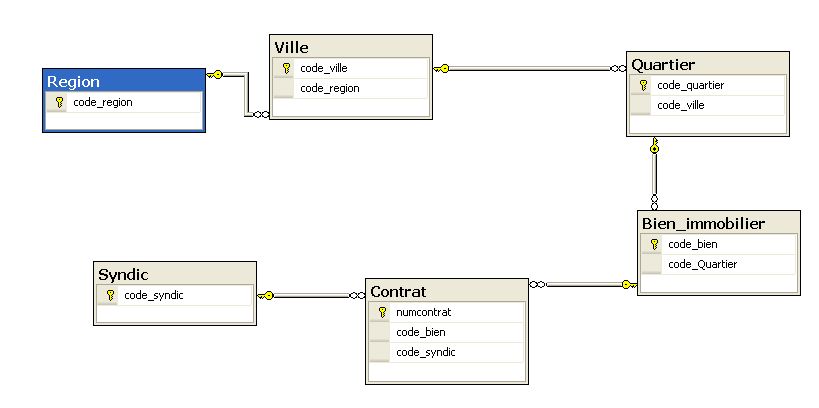 Region
code_region
Ville
code_ville
code_region
Quartier
code_quartier
code_ville
Bien_immobilier
code_bien
code_Quartier
Syndic
code_syndic
Contrat
numcontrat
code_bien
code_syndic